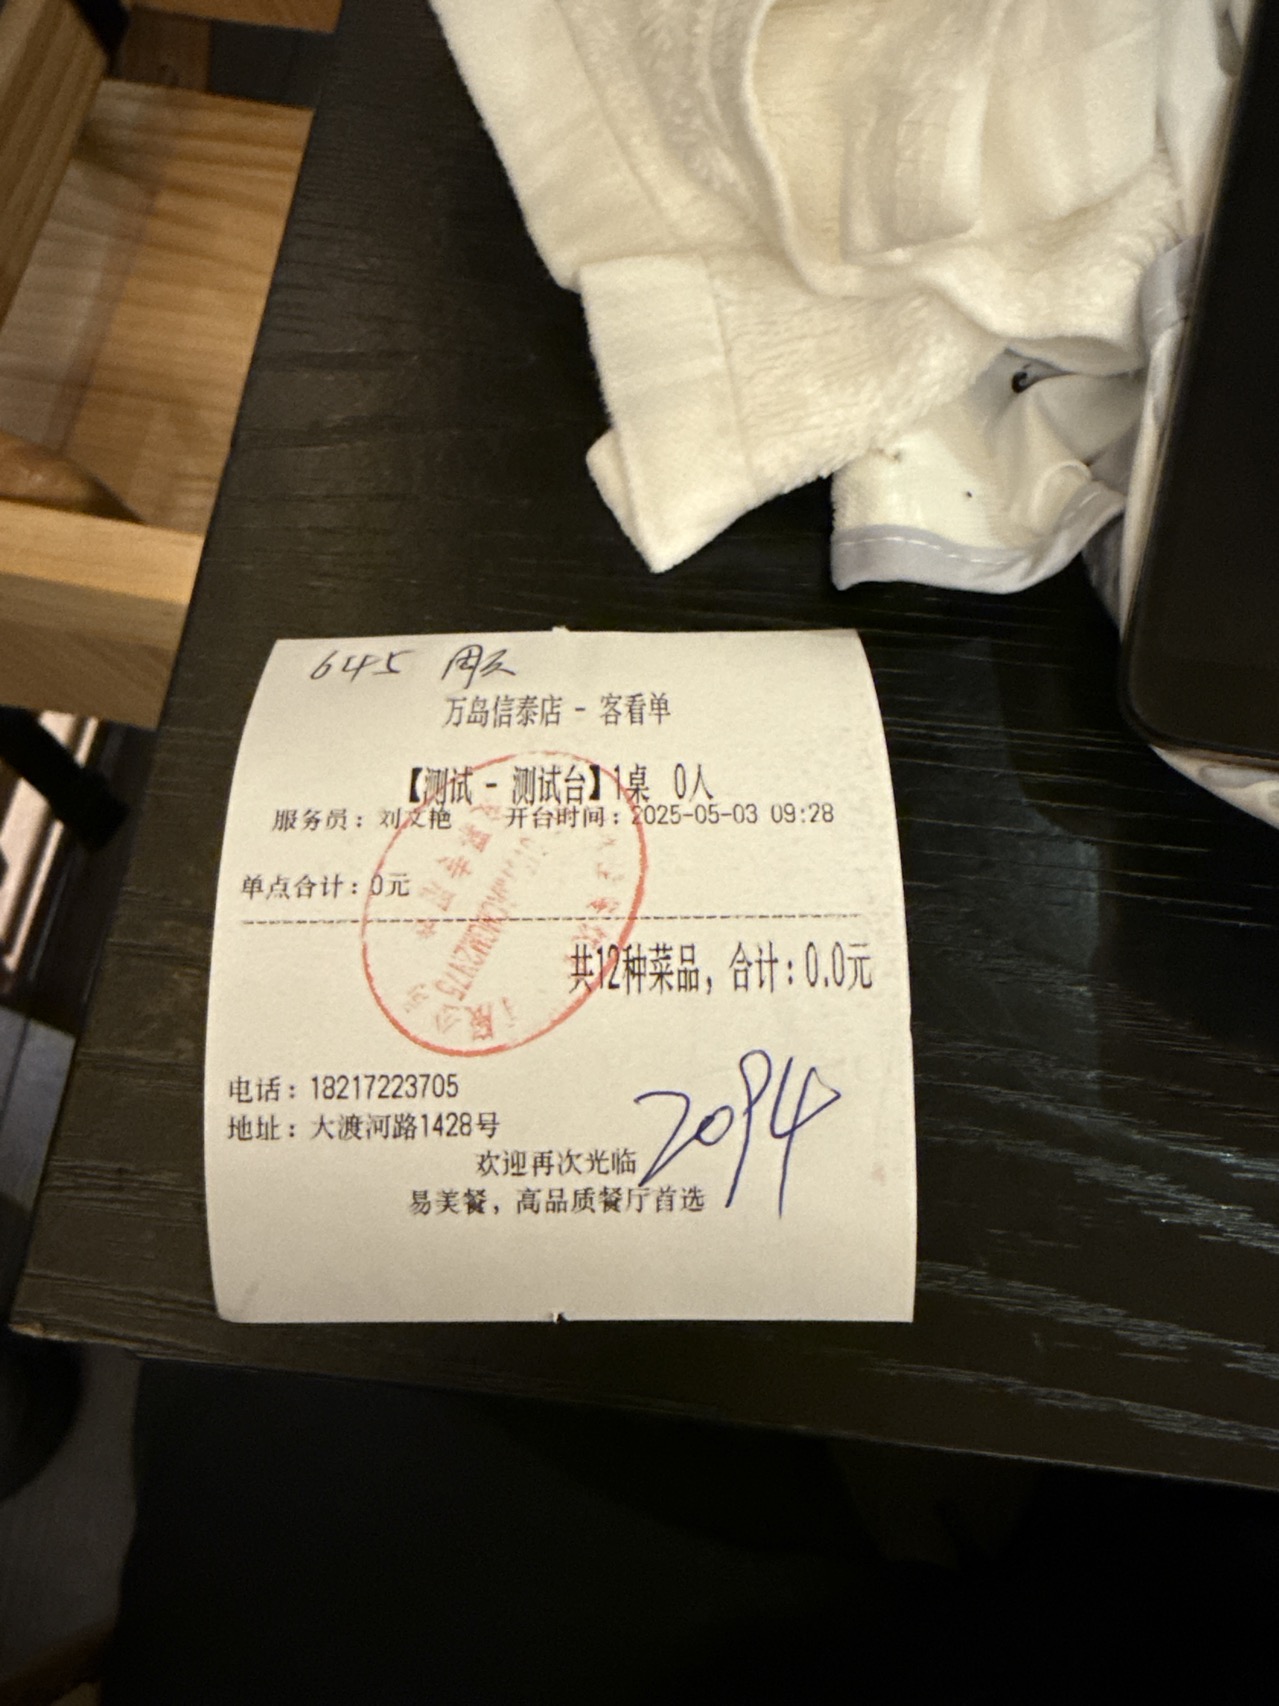 645
万岛信泰店 - 客看单
【测试 - 测试台】1桌 0人
服务员：刘文艳 开台时间：2025-05-03 09:28
单点合计：0元
共12种菜品，合计：0.0元
电话：18217223705
地址：大渡河路1428号
2094
欢迎再次光临
易美餐，高品质餐厅首选